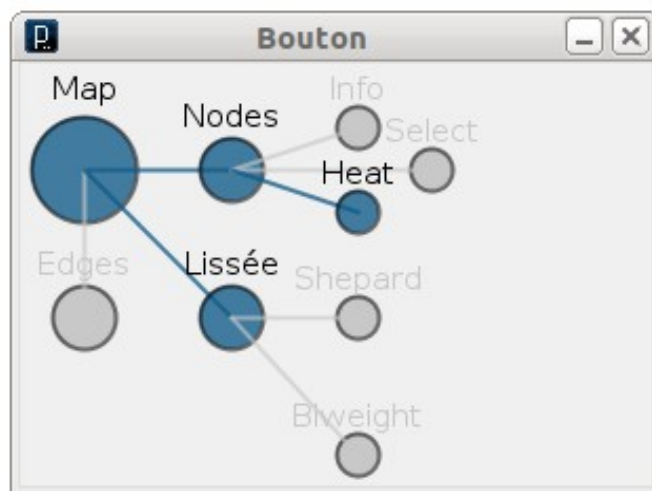 Bouton
Map
Info
Nodes
Select
Heat
Edges
Lissée
Shepard
Biweight